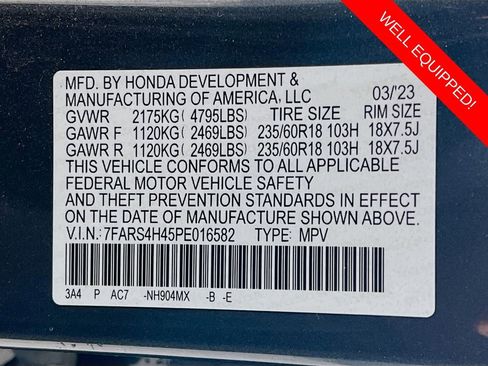 WELL EQUIPPED!
MFD. BY HONDA DEVELOPMENT &
MANUFACTURING OF AMERICA, LLC 03/'23
GVWR 2175KG( 4795LBS) TIRE SIZE RIM SIZE
GAWR F 1120KG( 2469LBS) 235/60R18 103H 18X7.5J
GAWR R 1120KG( 2469LBS) 235/60R18 103H 18X7.5J
THIS VEHICLE CONFORMS TO ALL APPLICABLE
FEDERAL MOTOR VEHICLE SAFETY
AND THEFT PREVENTION STANDARDS IN EFFECT
ON THE DATE OF MANUFACTURE SHOWN ABOVE.
V.I.N.: 7FARS4H45PE016582 TYPE: MPV
3A4 P AC7 -NH904MX -B -E